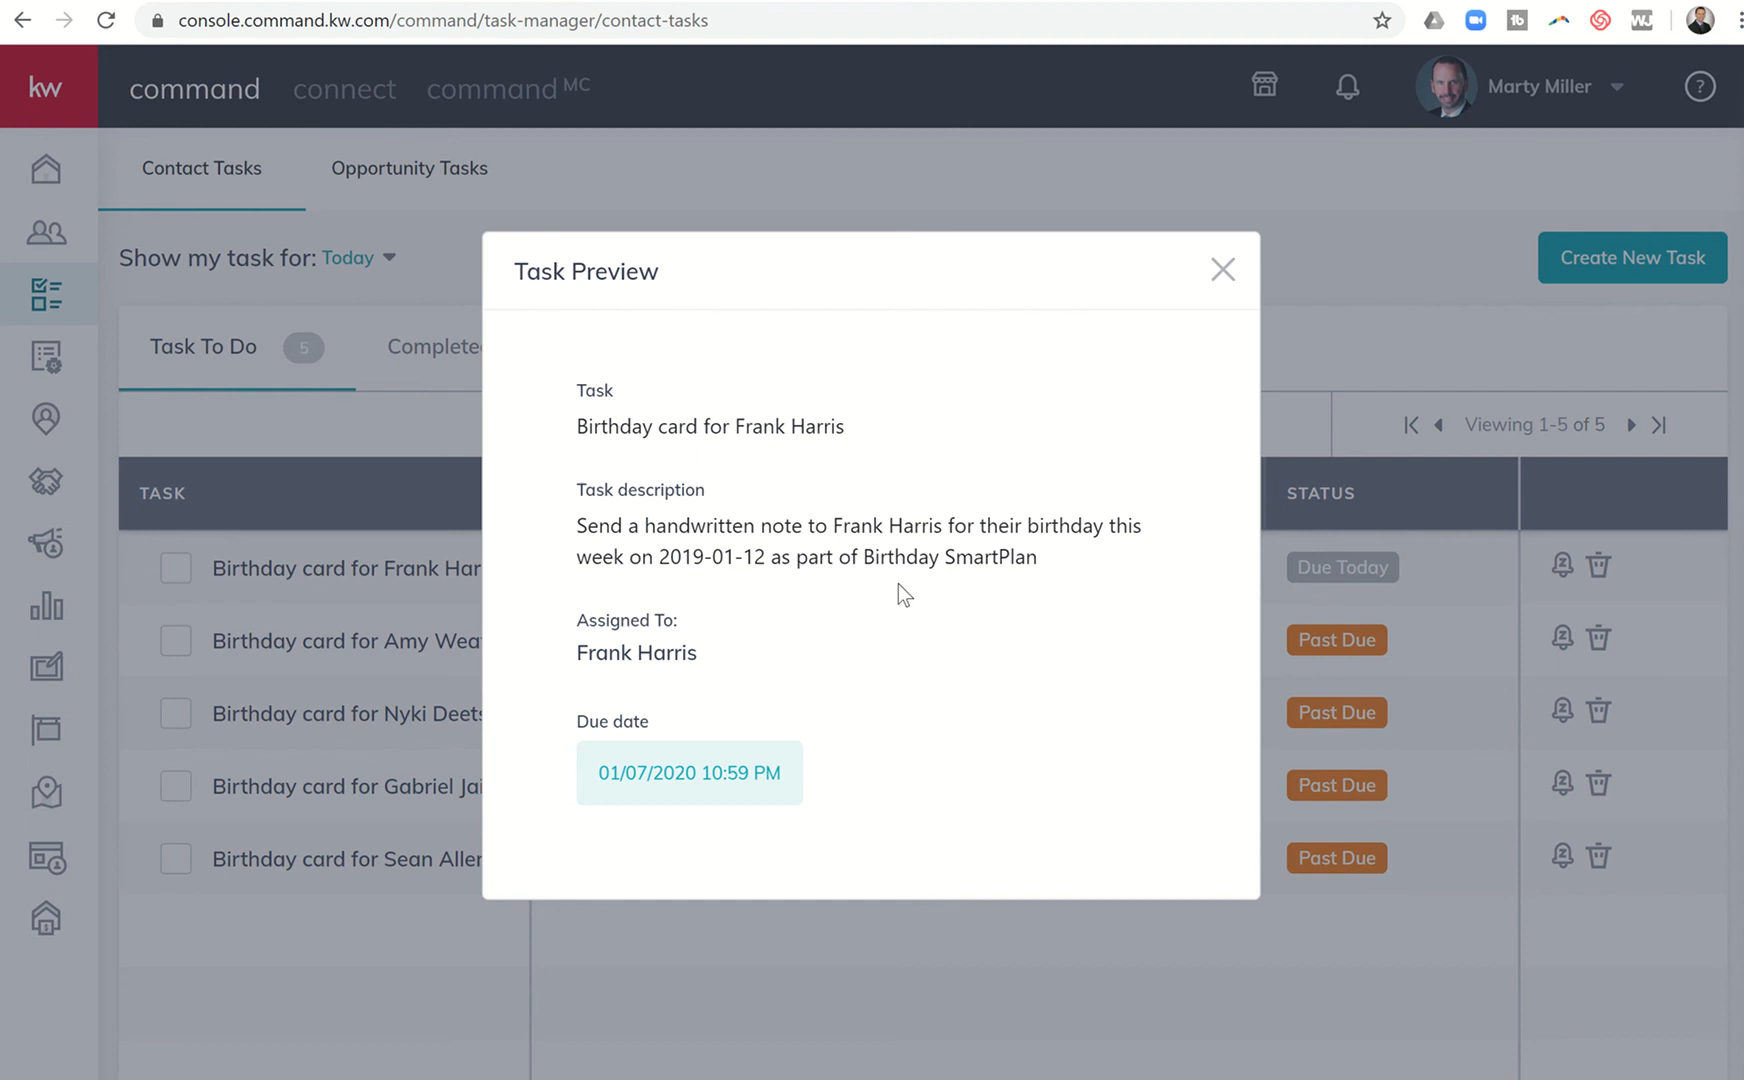 console.command.kw.com/command/task-manager/contact-tasks
kw
command connect command MC
Marty Miller
?
Contact Tasks Opportunity Tasks
Show my task for: Today
Create New Task
Task To Do 5 Complete
Viewing 1-5 of 5
TASK
STATUS
Birthday card for Frank Har
Due Today
Birthday card for Amy Wea
Past Due
Birthday card for Nyki Deets
Past Due
Birthday card for Gabriel Jai
Past Due
Birthday card for Sean Aller
Past Due
Task Preview
Task
Birthday card for Frank Harris
Task description
Send a handwritten note to Frank Harris for their birthday this
week on 2019-01-12 as part of Birthday SmartPlan
Assigned To:
Frank Harris
Due date
01/07/2020 10:59 PM